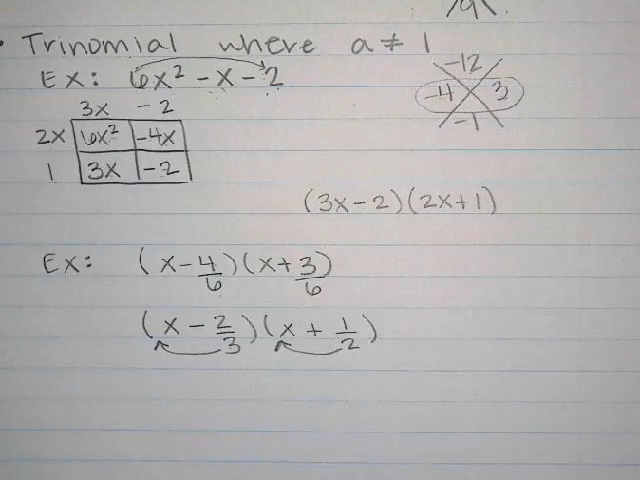 • Trinomial where a ≠ 1
Ex: 6x² - x - 2
-12
-4 3
-1
3x -2
2x 6x² -4x
1 3x -2
(3x-2)(2x+1)
Ex: (x - 4/6)(x + 3/6)
(x - 2/3)(x + 1/2)